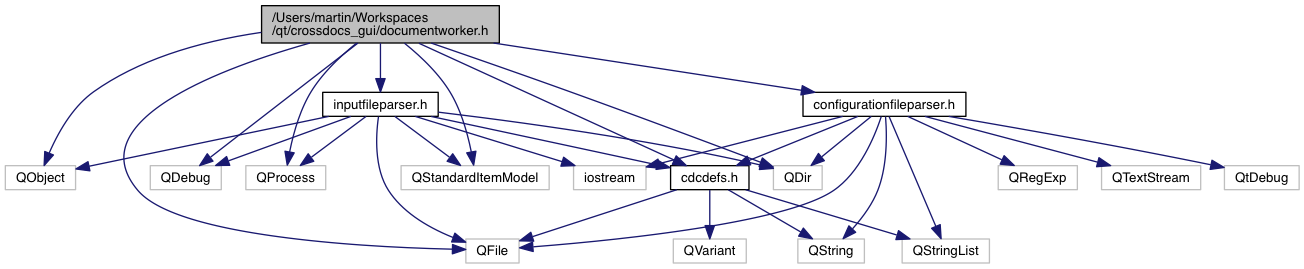 /Users/martin/Workspaces
/qt/crossdocs_gui/documentworker.h
inputfileparser.h
configurationfileparser.h
QObject
QDebug
QProcess
QStandardItemModel
iostream
cdcdefs.h
QDir
QRegExp
QTextStream
QtDebug
QFile
QVariant
QString
QStringList